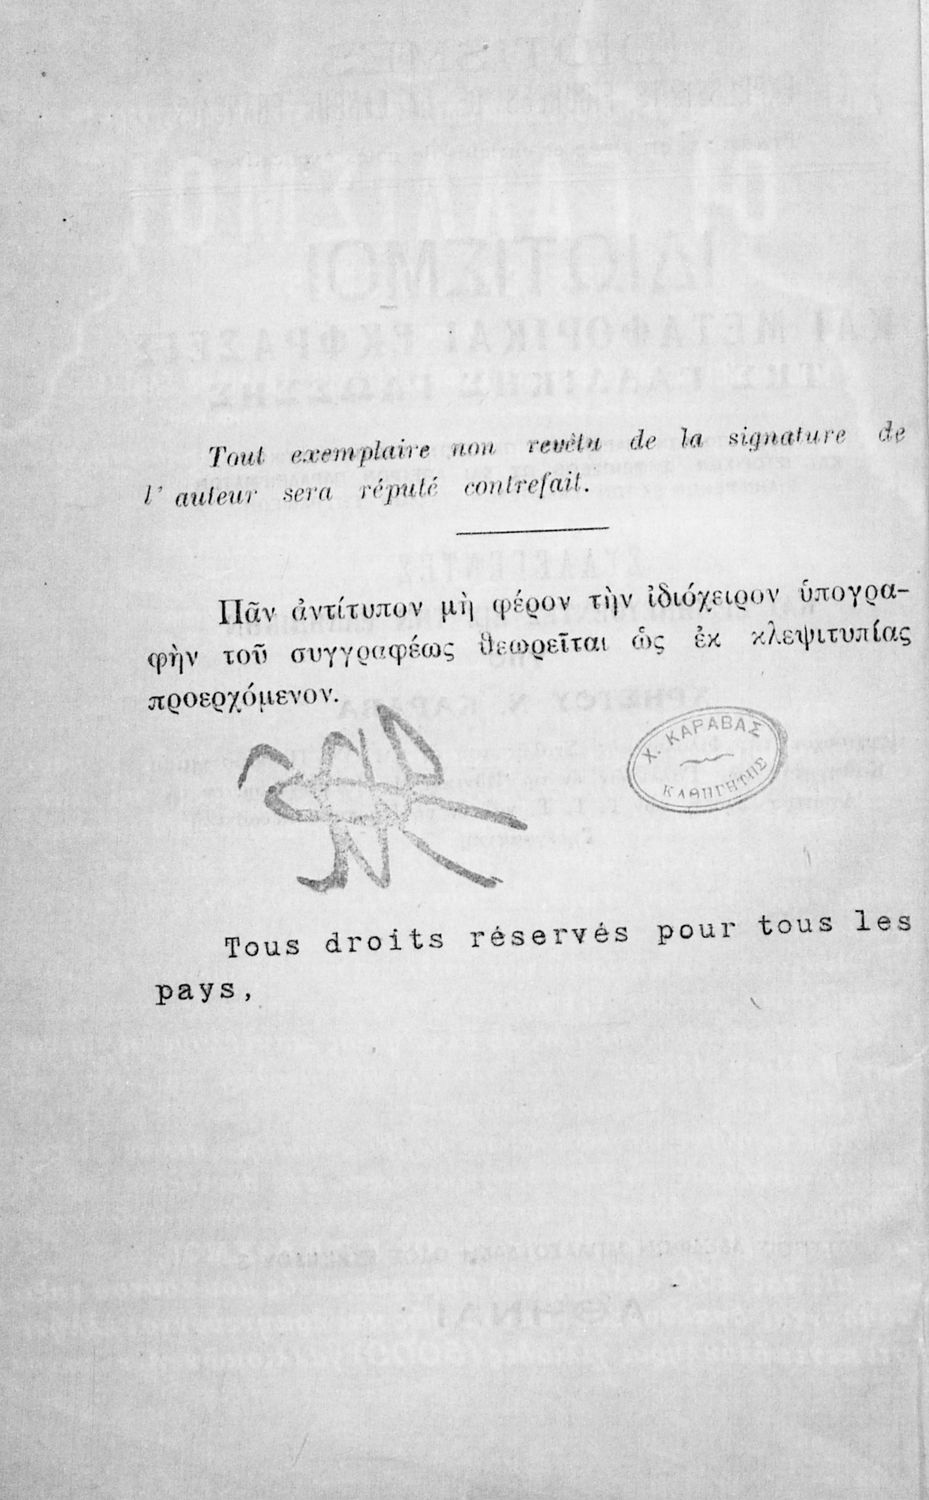 Tout exemplaire non revêtu de la signature de
l' auteur sera réputé contrefait.
Πᾶν ἀντίτυπον μὴ φέρον τὴν ἰδιόχειρον ὑπογρα-
φὴν τοῦ συγγραφέως θεωρεῖται ὡς ἐκ κλεψιτυπίας
προερχόμενον.
Χ. ΚΑΡΑΒΑΣ
ΚΑΘΗΓΗΤΗΣ
Tous droits réservés pour tous les
pays,